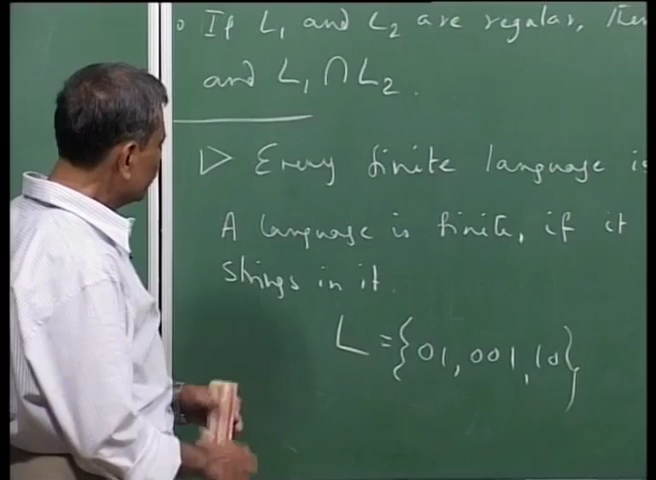 ◦ If L₁ and L₂ are regular, then
and L₁ ∩ L₂.
▷ Every finite language is
A language is finite, if it
strings in it.
L = {01, 001, 10}